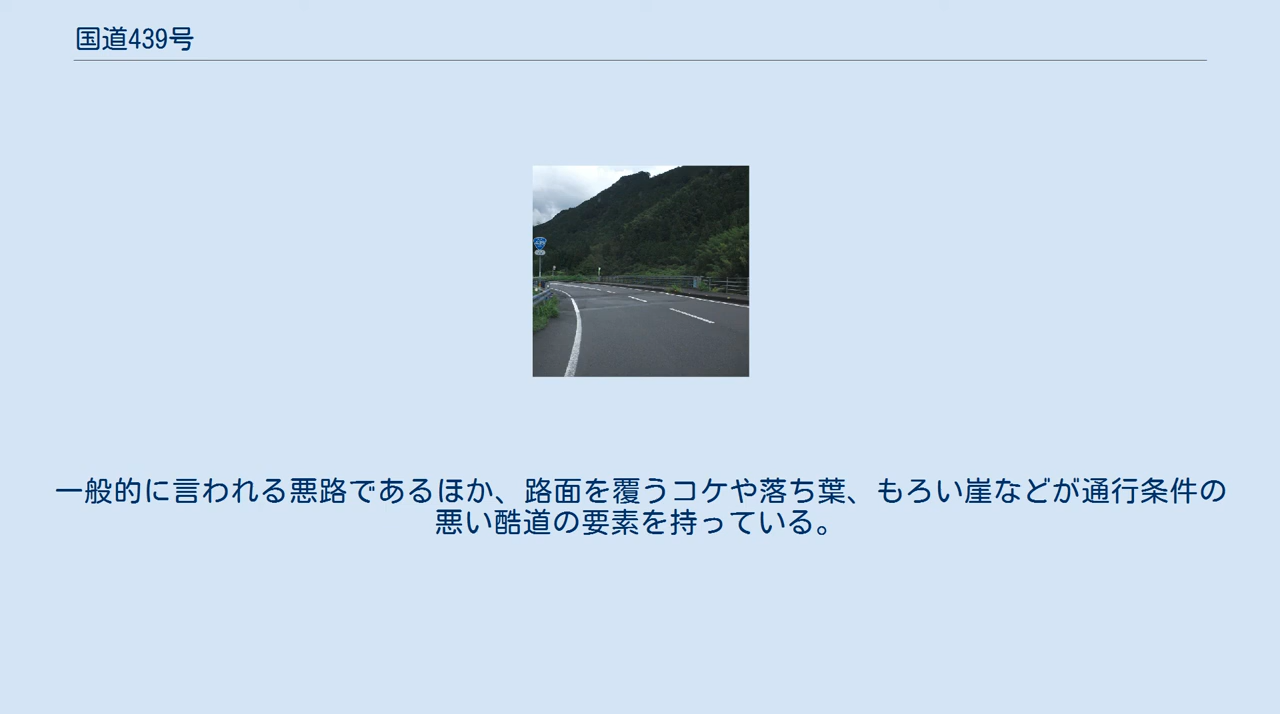 国道439号
一般的に言われる悪路であるほか、路面を覆うコケや落ち葉、もろい崖などが通行条件の
悪い酷道の要素を持っている。